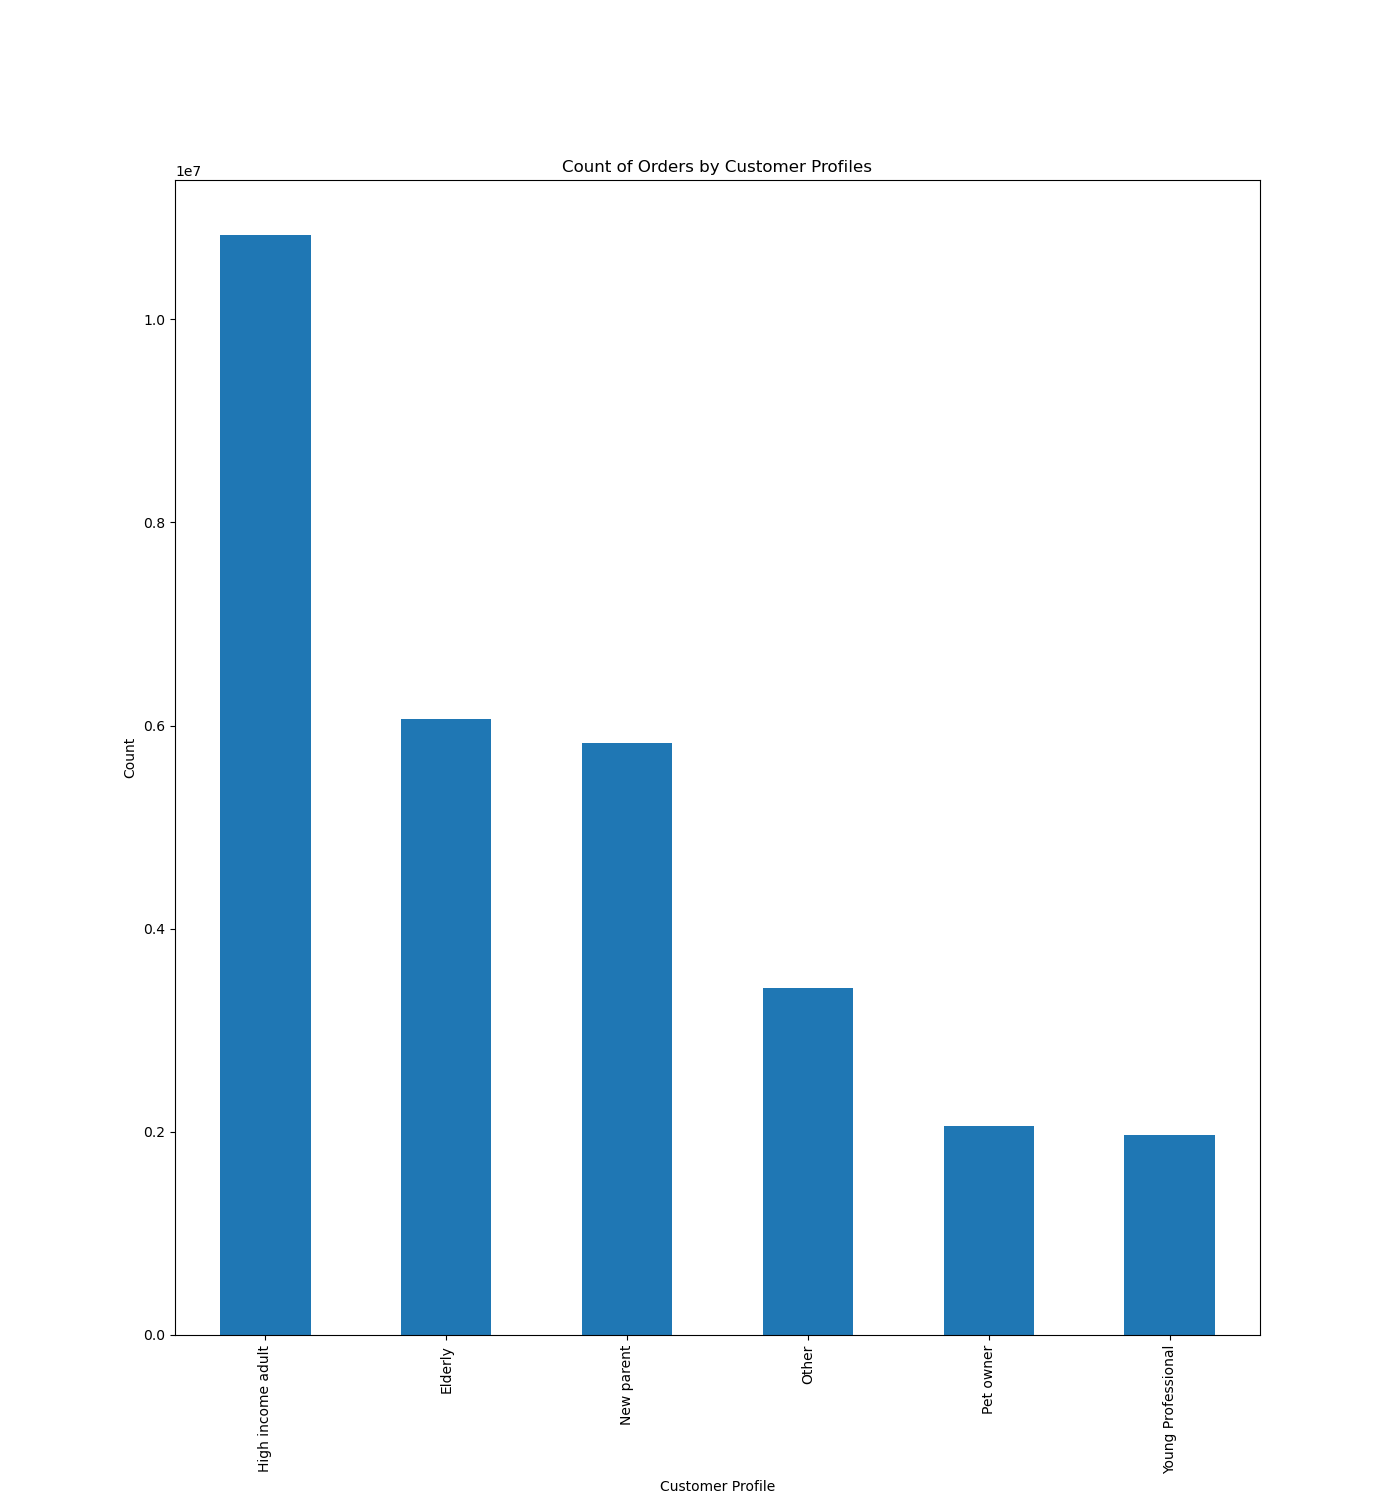 Count of Orders by Customer Profiles
1e7
1.0
0.8
0.6
0.4
0.2
0.0
Count
High income adult
Elderly
New parent
Other
Pet owner
Young Professional
Customer Profile